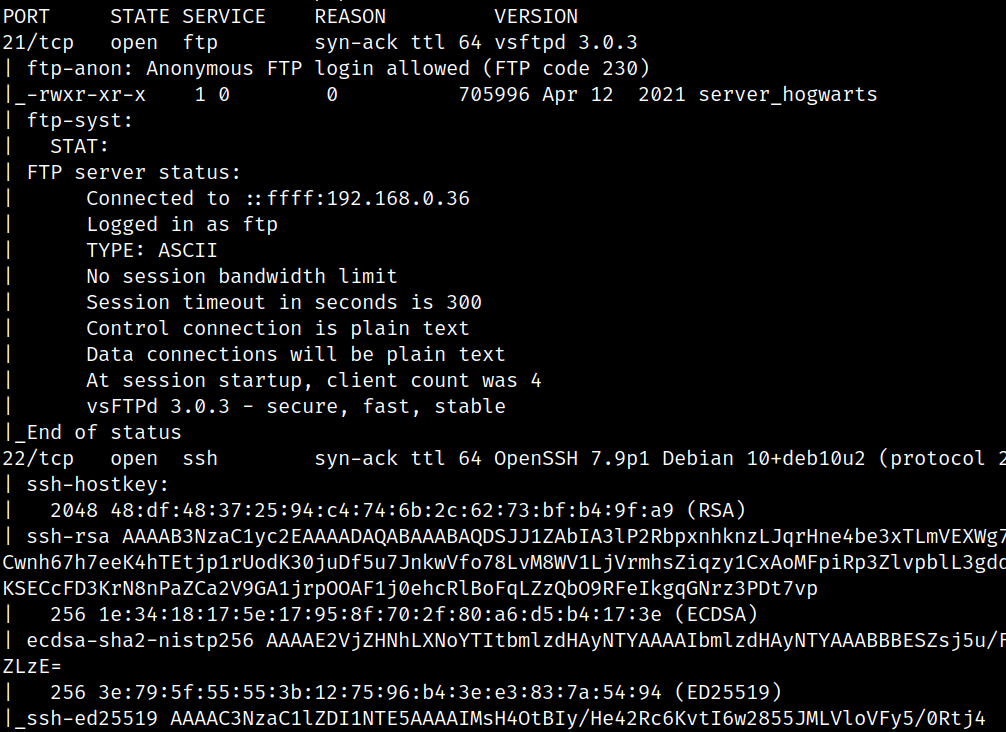 PORT     STATE SERVICE    REASON         VERSION
21/tcp   open  ftp        syn-ack ttl 64 vsftpd 3.0.3
| ftp-anon: Anonymous FTP login allowed (FTP code 230)
|_-rwxr-xr-x    1 0        0          705996 Apr 12  2021 server_hogwarts
| ftp-syst:
|   STAT:
| FTP server status:
|      Connected to ::ffff:192.168.0.36
|      Logged in as ftp
|      TYPE: ASCII
|      No session bandwidth limit
|      Session timeout in seconds is 300
|      Control connection is plain text
|      Data connections will be plain text
|      At session startup, client count was 4
|      vsFTPd 3.0.3 - secure, fast, stable
|_End of status
22/tcp   open  ssh        syn-ack ttl 64 OpenSSH 7.9p1 Debian 10+deb10u2 (protocol 2
| ssh-hostkey:
|   2048 48:df:48:37:25:94:c4:74:6b:2c:62:73:bf:b4:9f:a9 (RSA)
| ssh-rsa AAAAB3NzaC1yc2EAAAADAQABAAABAQDSJJ1ZAbIA3lP2RbpxnhknzLJqrHne4be3xTLmVEXWg7
Cwnh67h7eeK4hTEtjp1rUodK30juDf5u7JnkwVfo78LvM8WV1LjVrmhsZiqzy1CxAoMFpiRp3ZlvpblL3gdc
KSECcFD3KrN8nPaZCa2V9GA1jrpOOAF1j0ehcRlBoFqLZzQbO9RFeIkgqGNrz3PDt7vp
|   256 1e:34:18:17:5e:17:95:8f:70:2f:80:a6:d5:b4:17:3e (ECDSA)
| ecdsa-sha2-nistp256 AAAAE2VjZHNhLXNoYTItbmlzdHAyNTYAAAAIbmlzdHAyNTYAAABBBESZsj5u/F
ZLzE=
|   256 3e:79:5f:55:55:3b:12:75:96:b4:3e:e3:83:7a:54:94 (ED25519)
|_ssh-ed25519 AAAAC3NzaC1lZDI1NTE5AAAAIMsH4OtBIy/He42Rc6KvtI6w2855JMLVloVFy5/0Rtj4